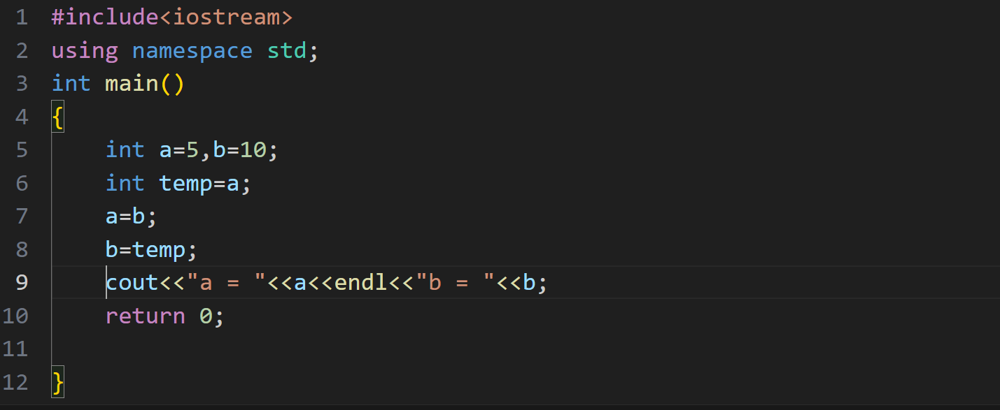 1 #include<iostream>
2 using namespace std;
3 int main()
4 {
5     int a=5,b=10;
6     int temp=a;
7     a=b;
8     b=temp;
9     cout<<"a = "<<a<<endl<<"b = "<<b;
10     return 0;
11
12 }